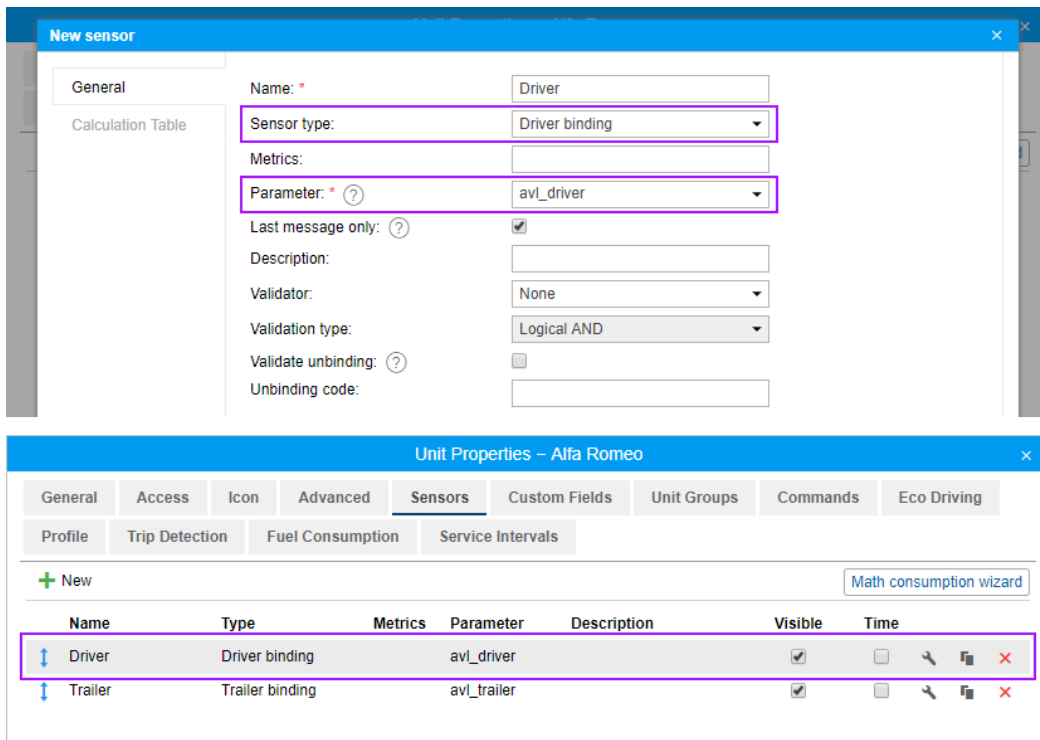 New sensor ×
General
Calculation Table
Name: * Driver
Sensor type: Driver binding
Metrics:
Parameter: * ? avl_driver
Last message only: ?
Description:
Validator: None
Validation type: Logical AND
Validate unbinding: ?
Unbinding code:
Unit Properties – Alfa Romeo ×
General Access Icon Advanced Sensors Custom Fields Unit Groups Commands Eco Driving
Profile Trip Detection Fuel Consumption Service Intervals
New Math consumption wizard
Name Type Metrics Parameter Description Visible Time
Driver Driver binding avl_driver
Trailer Trailer binding avl_trailer